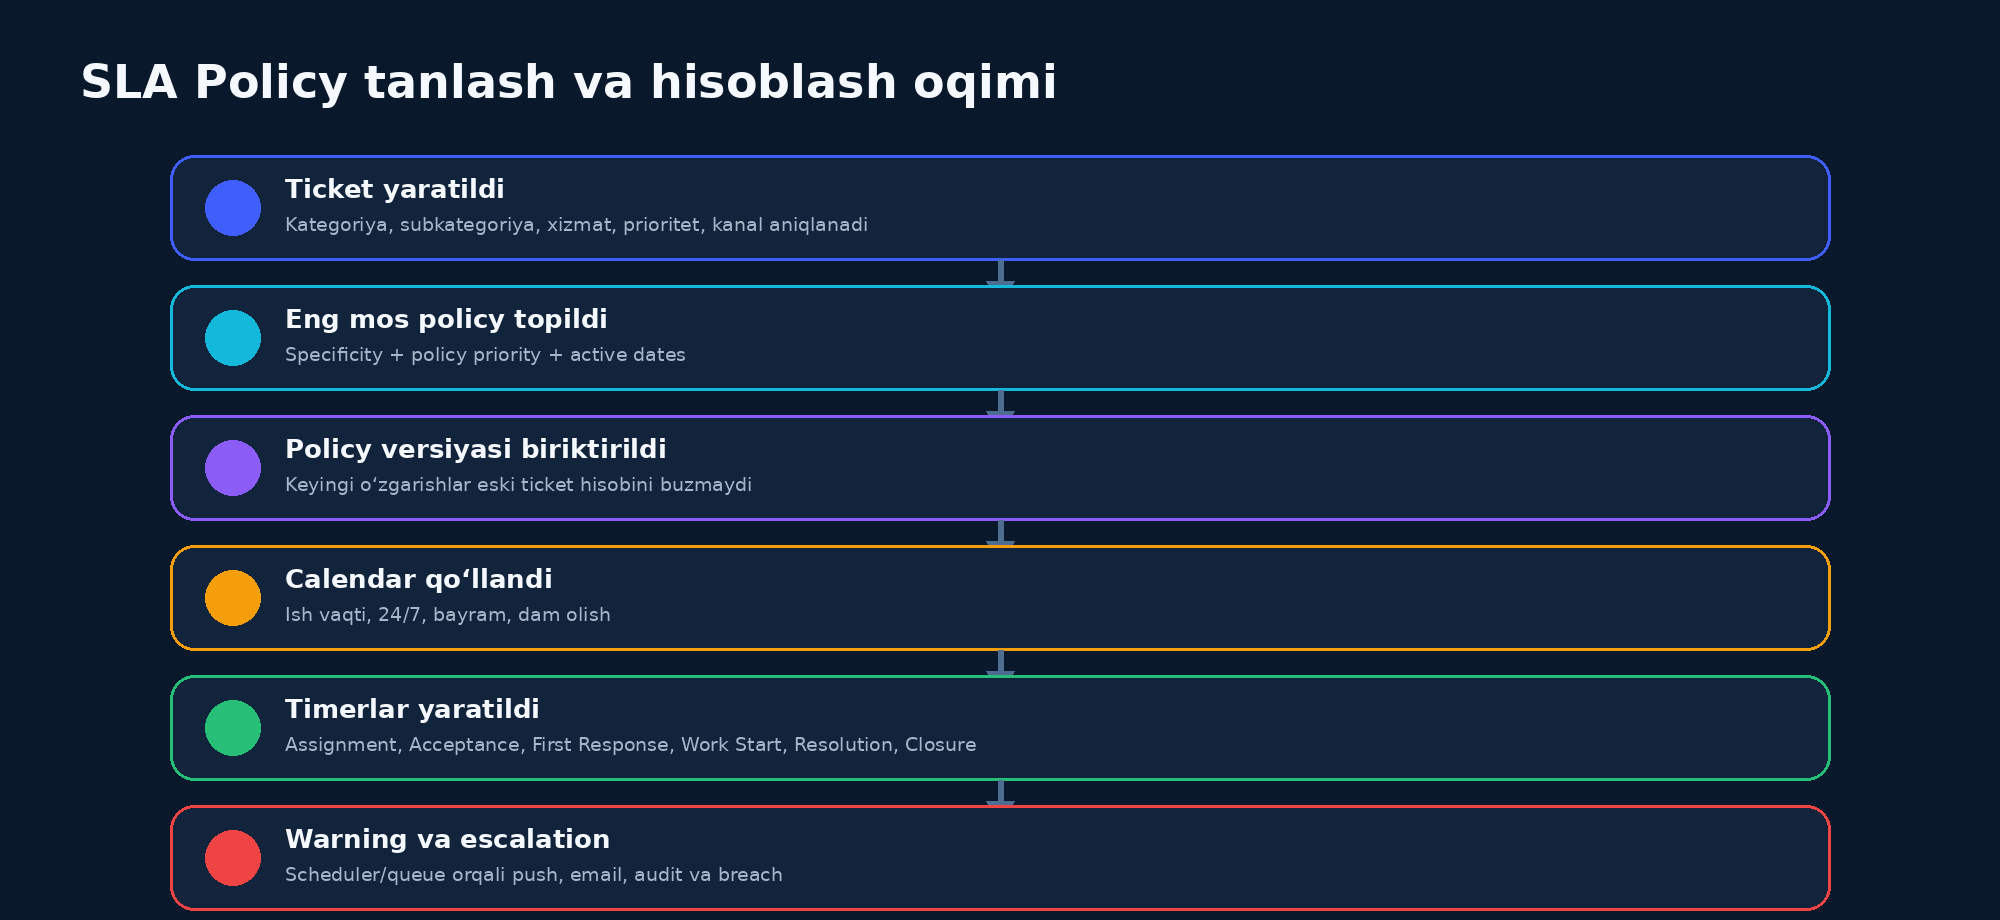 SLA Policy tanlash va hisoblash oqimi
Ticket yaratildi
Kategoriya, subkategoriya, xizmat, prioritet, kanal aniqlanadi
Eng mos policy topildi
Specificity + policy priority + active dates
Policy versiyasi biriktirildi
Keyingi o‘zgarishlar eski ticket hisobini buzmaydi
Calendar qo‘llandi
Ish vaqti, 24/7, bayram, dam olish
Timerlar yaratildi
Assignment, Acceptance, First Response, Work Start, Resolution, Closure
Warning va escalation
Scheduler/queue orqali push, email, audit va breach